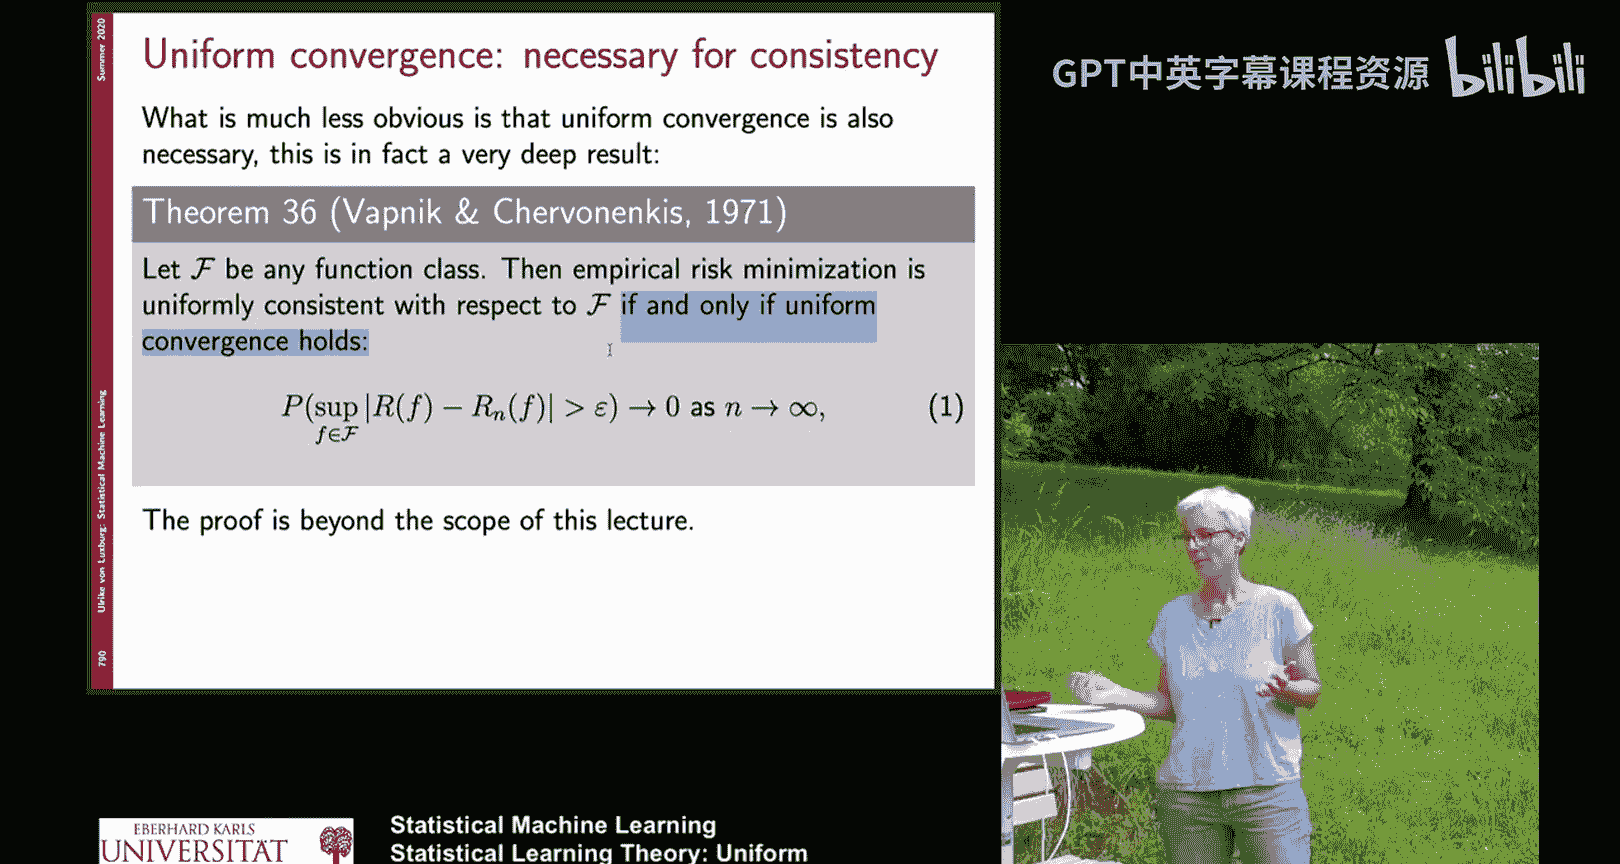 Summer 2020
Uniform convergence: necessary for consistency
What is much less obvious is that uniform convergence is also
necessary, this is in fact a very deep result:
Theorem 36 (Vapnik & Chervonenkis, 1971)
Let F be any function class. Then empirical risk minimization is
uniformly consistent with respect to F if and only if uniform
convergence holds:
P(sup_{f∈F} |R(f) − R_n(f)| > ε) → 0 as n → ∞, (1)
The proof is beyond the scope of this lecture.
Ulrike von Luxburg: Statistical Machine Learning
790
GPT中英字幕课程资源 bilibili
EBERHARD KARLS
UNIVERSITÄT
Statistical Machine Learning
Statistical Learning Theory: Uniform